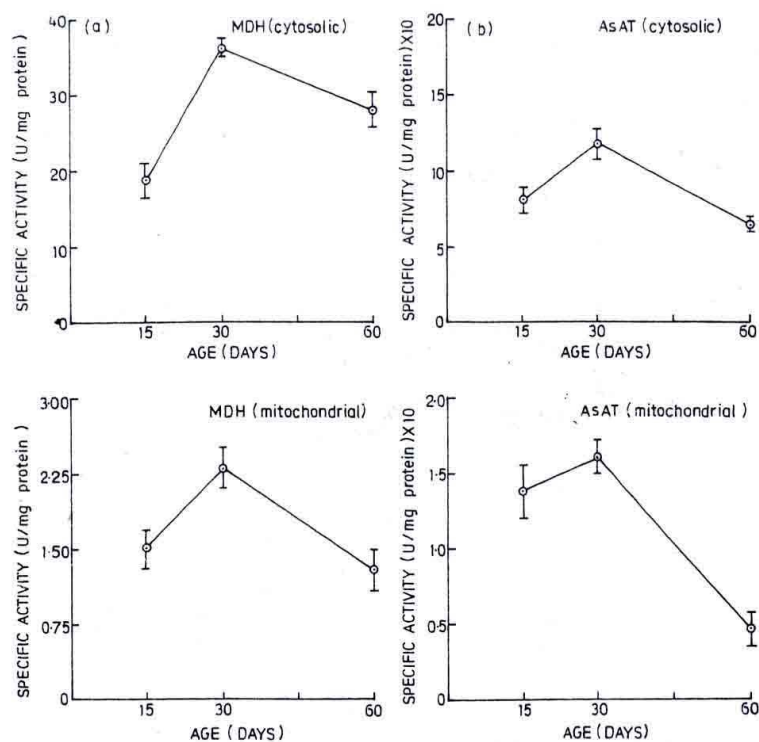 (a)
MDH (cytosolic)
SPECIFIC ACTIVITY (U/mg protein)
40
30
20
10
0
15
30
60
AGE (DAYS)
(b)
AsAT (cytosolic)
SPECIFIC ACTIVITY (U/mg protein)X10
20
15
10
5
0
15
30
60
AGE (DAYS)
MDH (mitochondrial)
SPECIFIC ACTIVITY (U/mg protein)
3·00
2·25
1·50
0·75
0
15
30
60
AGE (DAYS)
AsAT (mitochondrial)
SPECIFIC ACTIVITY (U/mg protein)X10
2·0
1·5
1·0
0·5
0
15
30
60
AGE (DAYS)